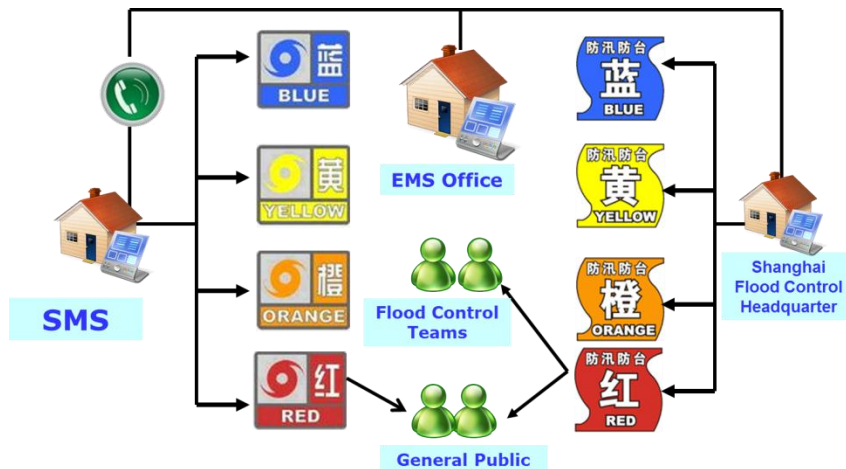 蓝
BLUE
黄
YELLOW
橙
ORANGE
红
RED
SMS
EMS Office
Flood Control
Teams
General Public
防汛防台
蓝
BLUE
防汛防台
黄
YELLOW
防汛防台
橙
ORANGE
防汛防台
红
RED
Shanghai
Flood Control
Headquarter